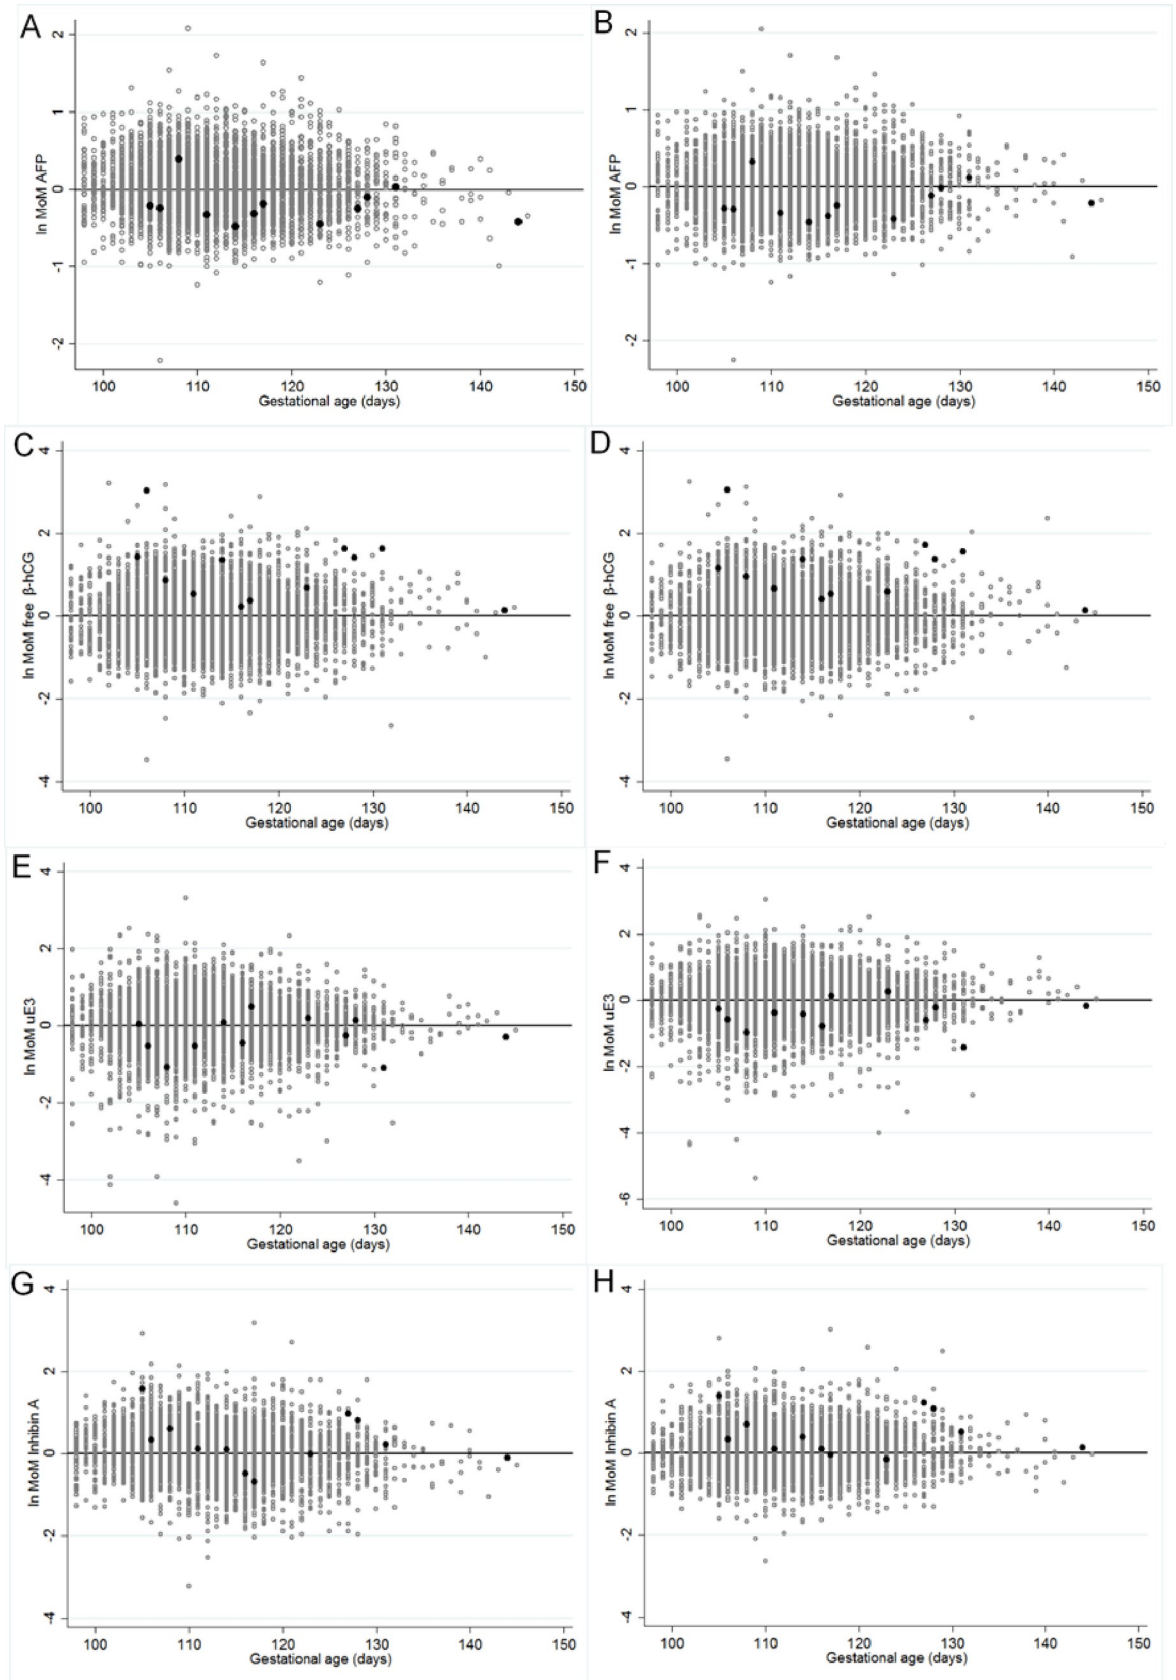 A
B
ln MoM AFP
2
1
0
-1
-2
100 110 120 130 140 150
Gestational age (days)
ln MoM AFP
2
1
0
-1
-2
100 110 120 130 140 150
Gestational age (days)
C
D
ln MoM free β-hCG
4
2
0
-2
-4
100 110 120 130 140 150
Gestational age (days)
ln MoM free β-hCG
4
2
0
-2
-4
100 110 120 130 140 150
Gestational age (days)
E
F
ln MoM uE3
4
2
0
-2
-4
100 110 120 130 140 150
Gestational age (days)
ln MoM uE3
4
2
0
-2
-4
-6
100 110 120 130 140 150
Gestational age (days)
G
H
ln MoM Inhibin A
4
2
0
-2
-4
100 110 120 130 140 150
Gestational age (days)
ln MoM Inhibin A
4
2
0
-2
-4
100 110 120 130 140 150
Gestational age (days)